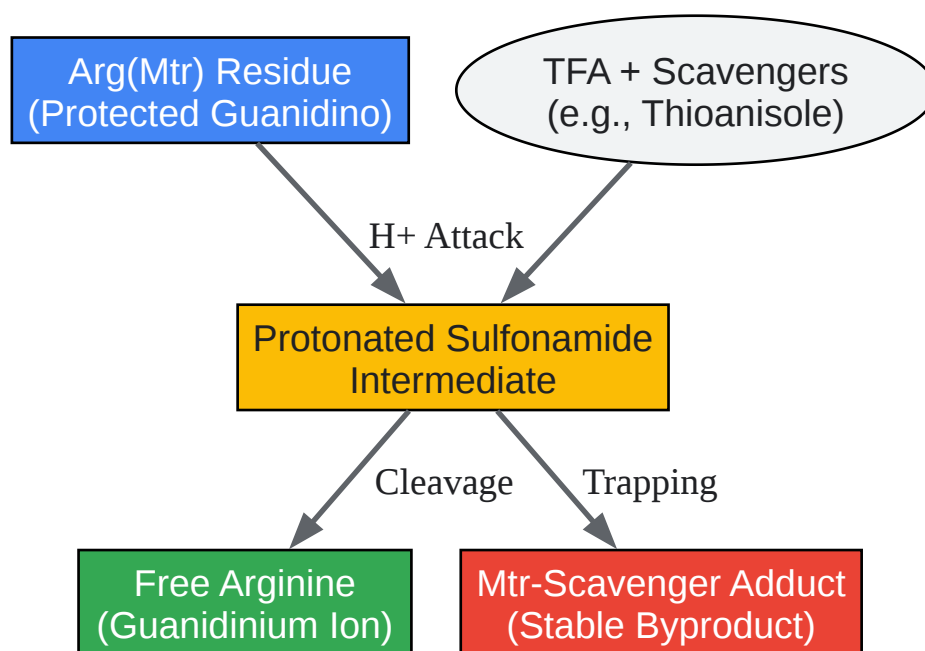 Arg(Mtr) Residue
(Protected Guanidino)
TFA + Scavengers
(e.g., Thioanisole)
H+ Attack
Protonated Sulfonamide
Intermediate
Cleavage
Trapping
Free Arginine
(Guanidinium Ion)
Mtr-Scavenger Adduct
(Stable Byproduct)